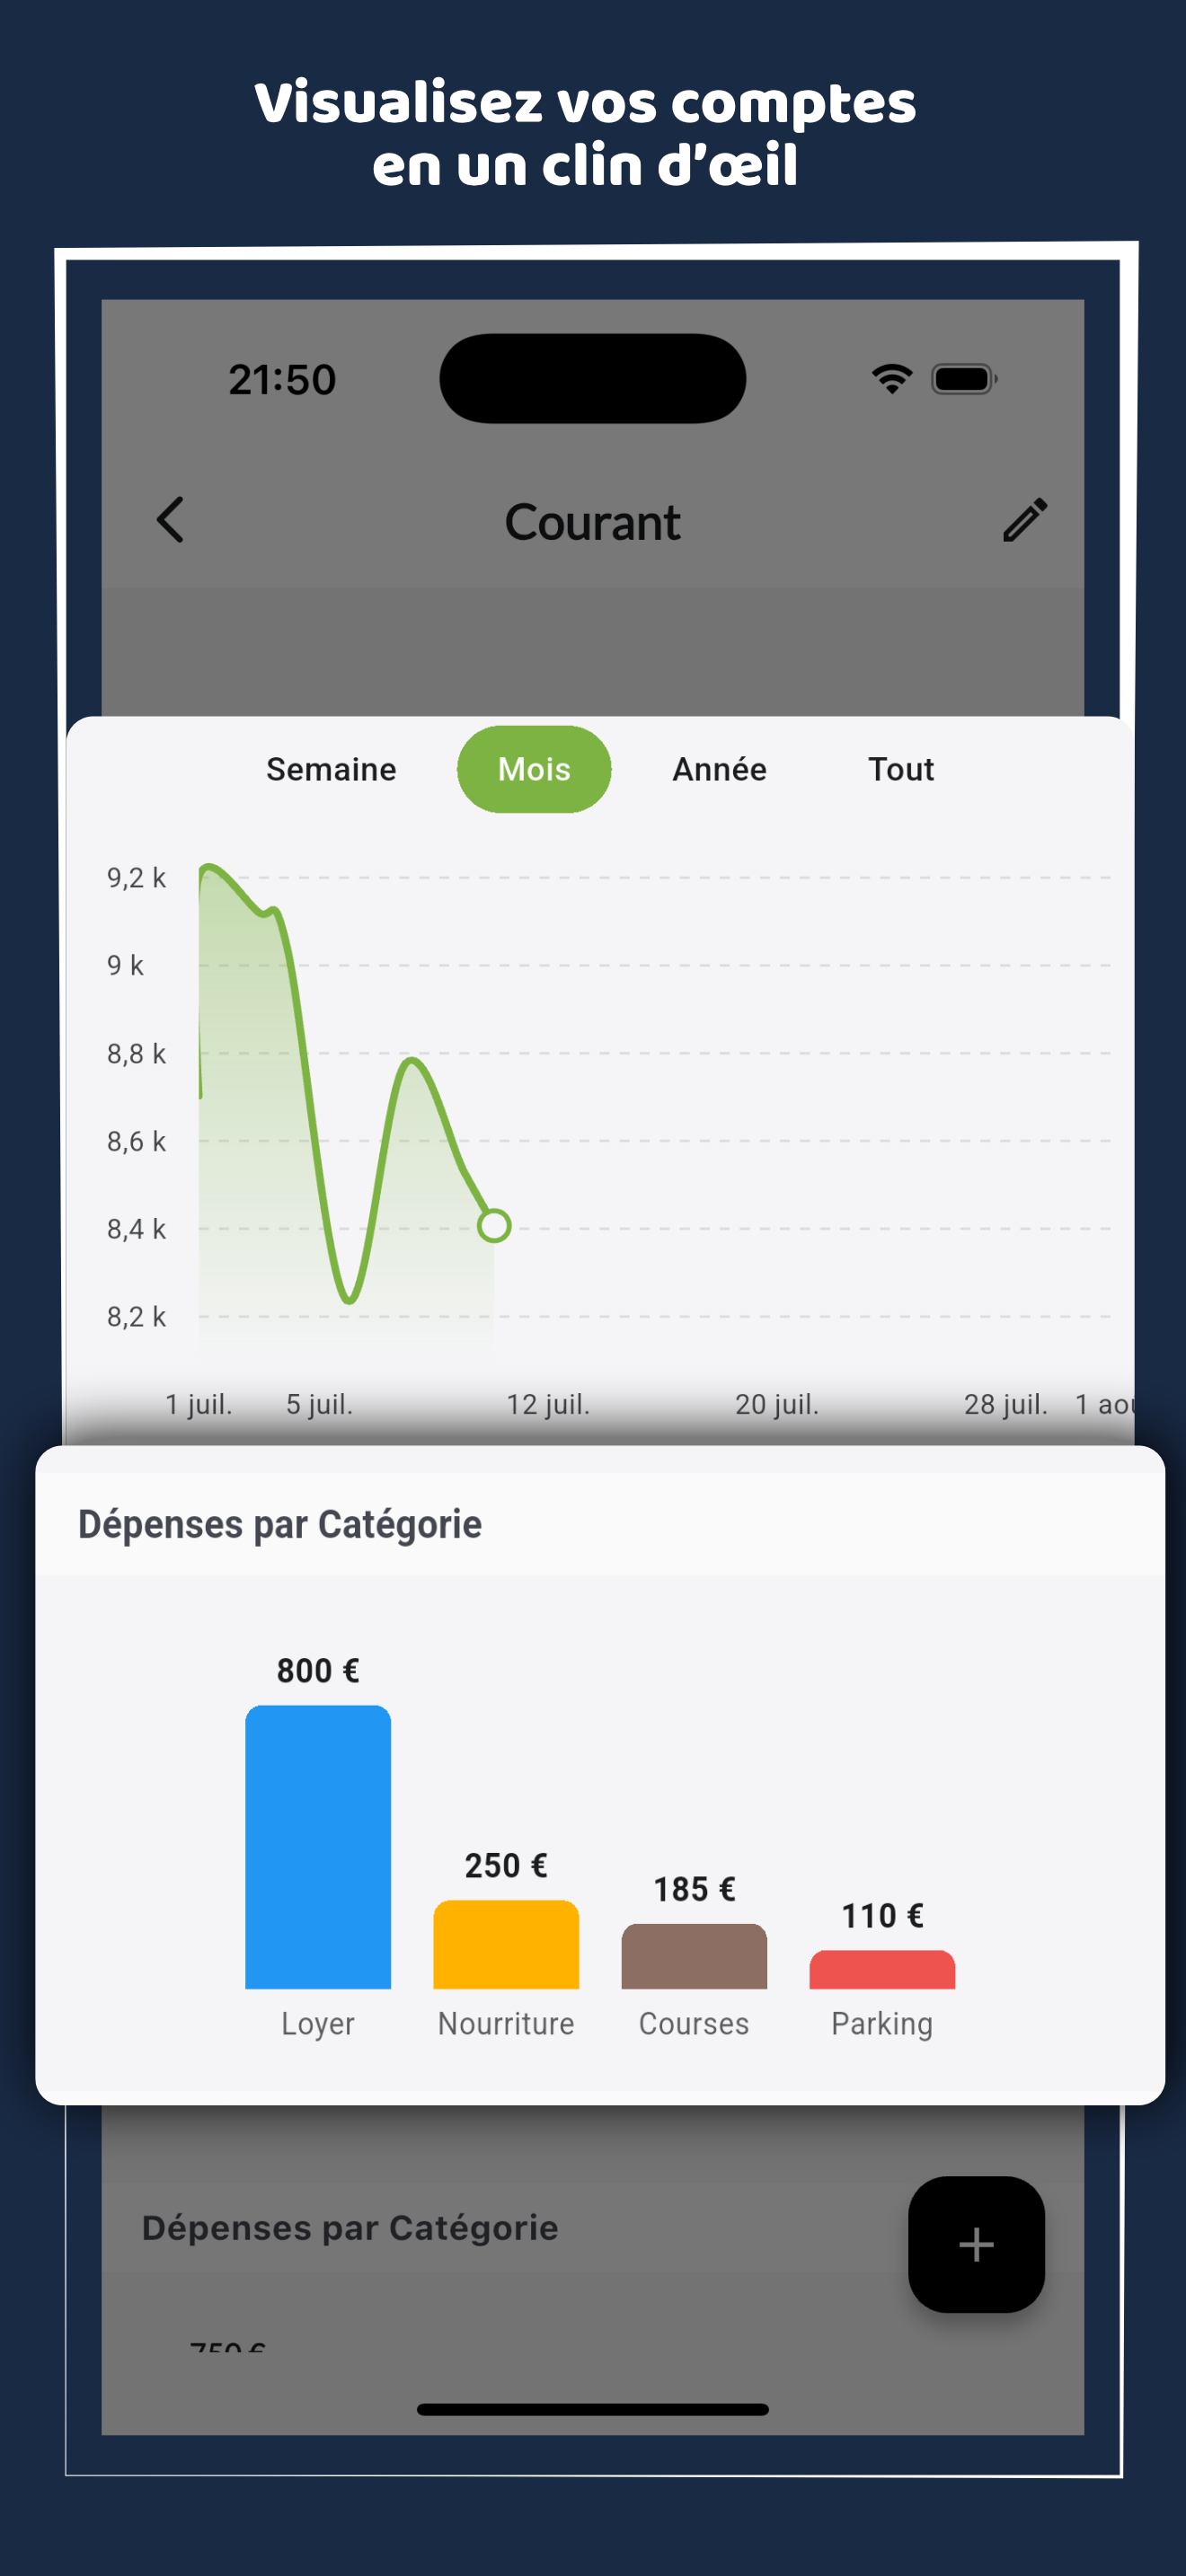 Visualisez vos comptes
en un clin d’œil
21:50
Courant
Semaine Mois Année Tout
9,2 k
9 k
8,8 k
8,6 k
8,4 k
8,2 k
1 juil. 5 juil. 12 juil. 20 juil. 28 juil. 1 aou
Dépenses par Catégorie
800 €
250 €
185 €
110 €
Loyer Nourriture Courses Parking
Dépenses par Catégorie